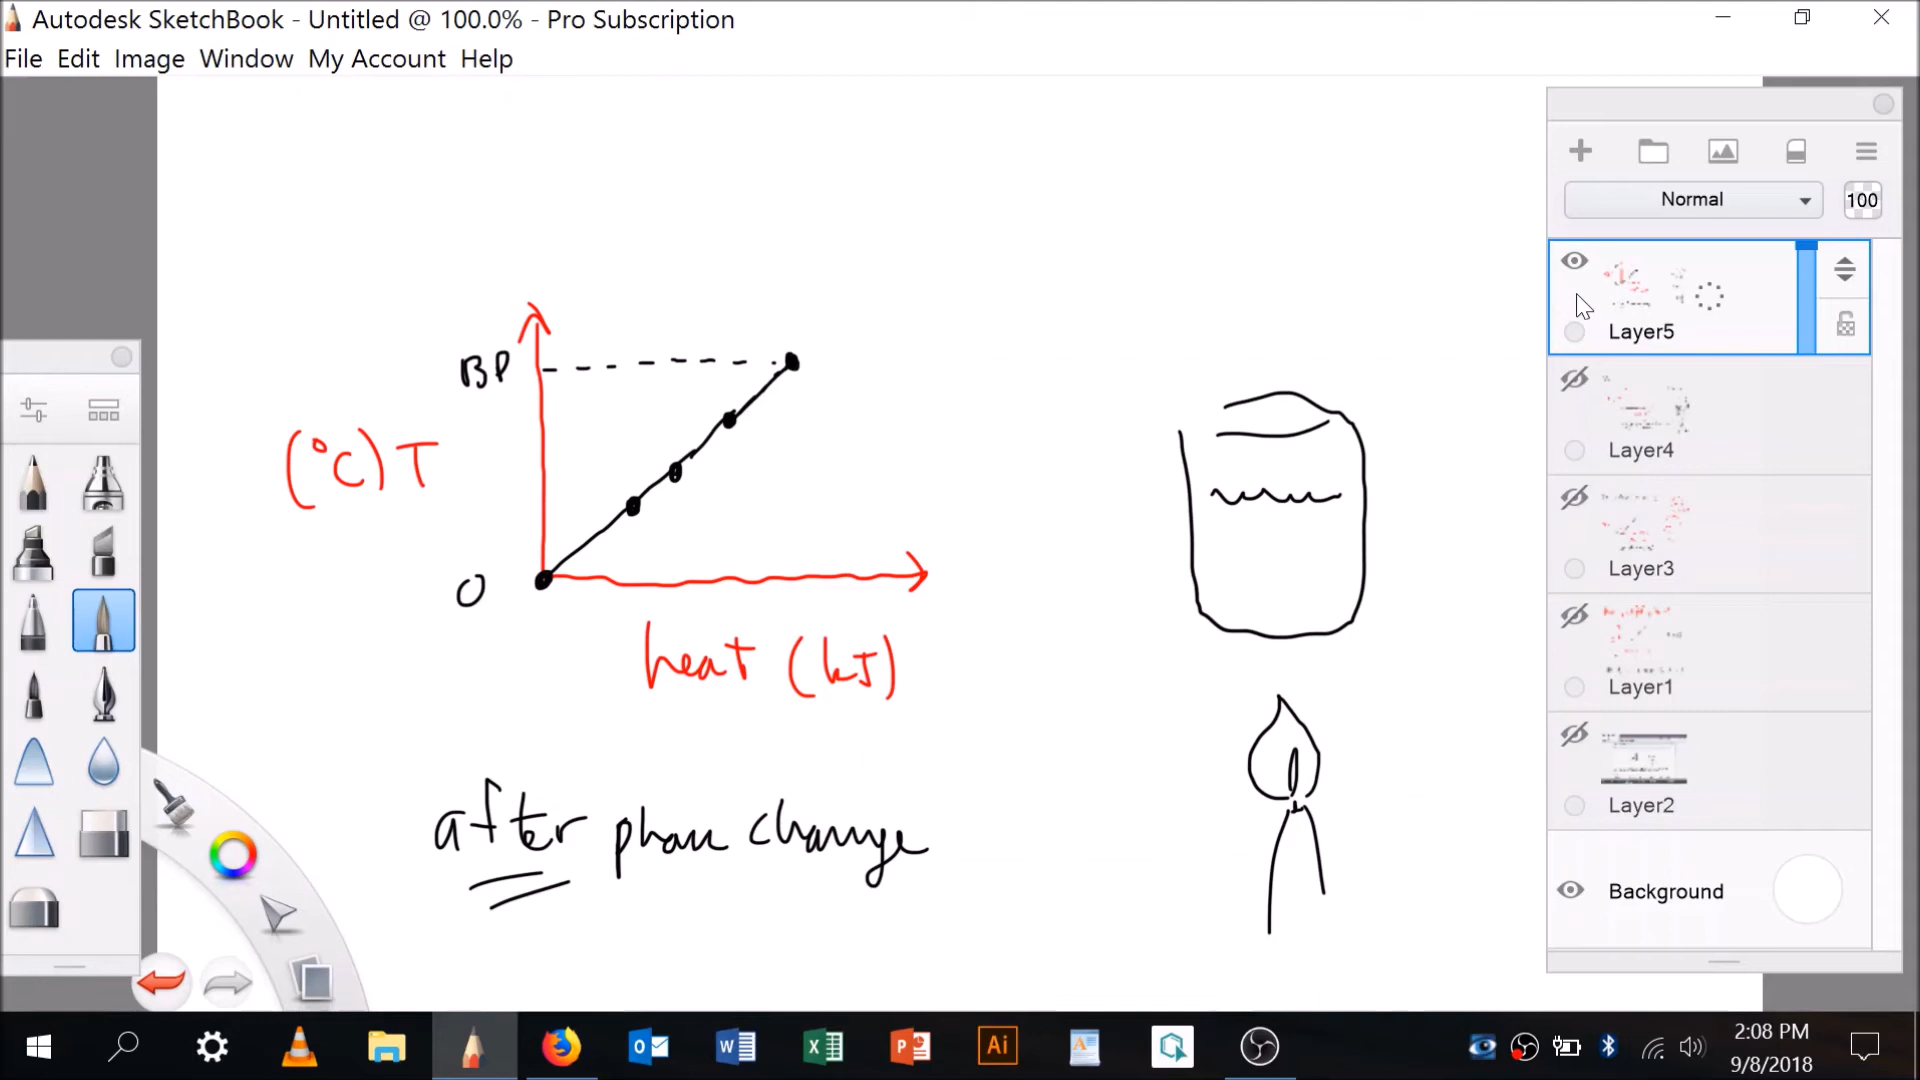 Autodesk SketchBook - Untitled @ 100.0% - Pro Subscription
File Edit Image Window My Account Help
Normal
100
Layer5
Layer4
Layer3
Layer1
Layer2
Background
BP
(°C) T
0
heat (kJ)
after phase change
Ai
2:08 PM
9/8/2018